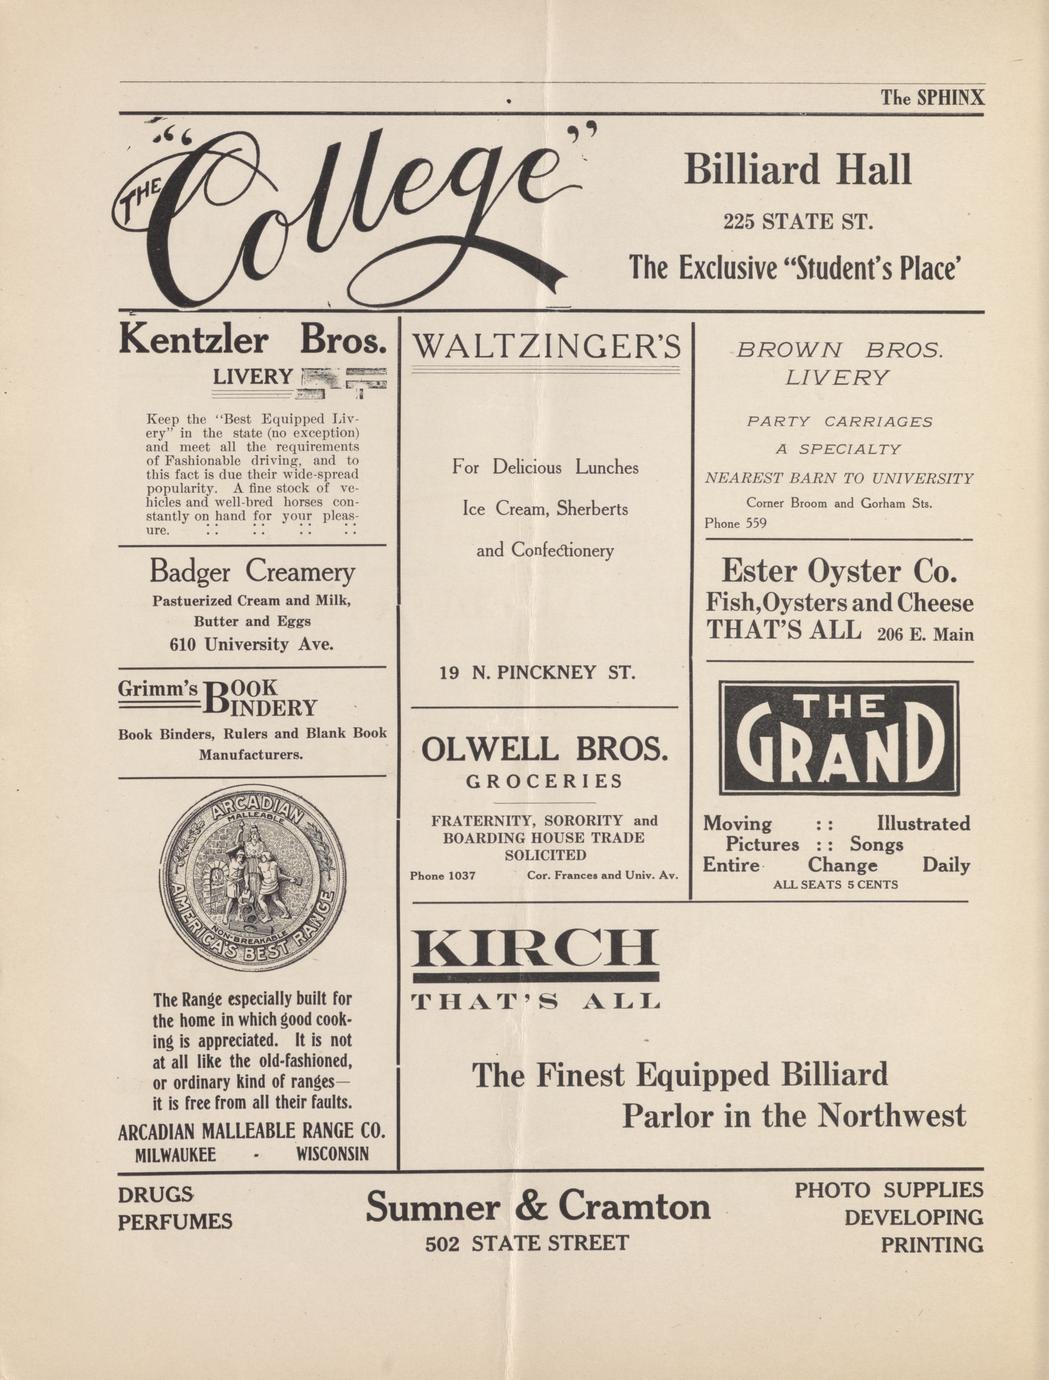 The SPHINX
THE "College"
Billiard Hall
225 STATE ST.
The Exclusive "Student's Place'
Kentzler Bros.
LIVERY
Keep the "Best Equipped Liv-
ery" in the state (no exception)
and meet all the requirements
of Fashionable driving, and to
this fact is due their wide-spread
popularity. A fine stock of ve-
hicles and well-bred horses con-
stantly on hand for your pleas-
ure. :: :: :: ::
Badger Creamery
Pastuerized Cream and Milk,
Butter and Eggs
610 University Ave.
Grimm's BOOK
BINDERY
Book Binders, Rulers and Blank Book
Manufacturers.
ARCADIAN
MALLEABLE
NON-BREAKABLE
AMERICA'S BEST RANGE
The Range especially built for
the home in which good cook-
ing is appreciated. It is not
at all like the old-fashioned,
or ordinary kind of ranges—
it is free from all their faults.
ARCADIAN MALLEABLE RANGE CO.
MILWAUKEE - WISCONSIN
WALTZINGER'S
For Delicious Lunches
Ice Cream, Sherberts
and Confectionery
19 N. PINCKNEY ST.
OLWELL BROS.
GROCERIES
FRATERNITY, SORORITY and
BOARDING HOUSE TRADE
SOLICITED
Phone 1037 Cor. Frances and Univ. Av.
BROWN BROS.
LIVERY
PARTY CARRIAGES
A SPECIALTY
NEAREST BARN TO UNIVERSITY
Corner Broom and Gorham Sts.
Phone 559
Ester Oyster Co.
Fish, Oysters and Cheese
THAT'S ALL 206 E. Main
THE
GRAND
Moving :: Illustrated
Pictures :: Songs
Entire Change Daily
ALL SEATS 5 CENTS
KIRCH
THAT'S ALL
The Finest Equipped Billiard
Parlor in the Northwest
DRUGS
PERFUMES
Sumner & Cramton
502 STATE STREET
PHOTO SUPPLIES
DEVELOPING
PRINTING